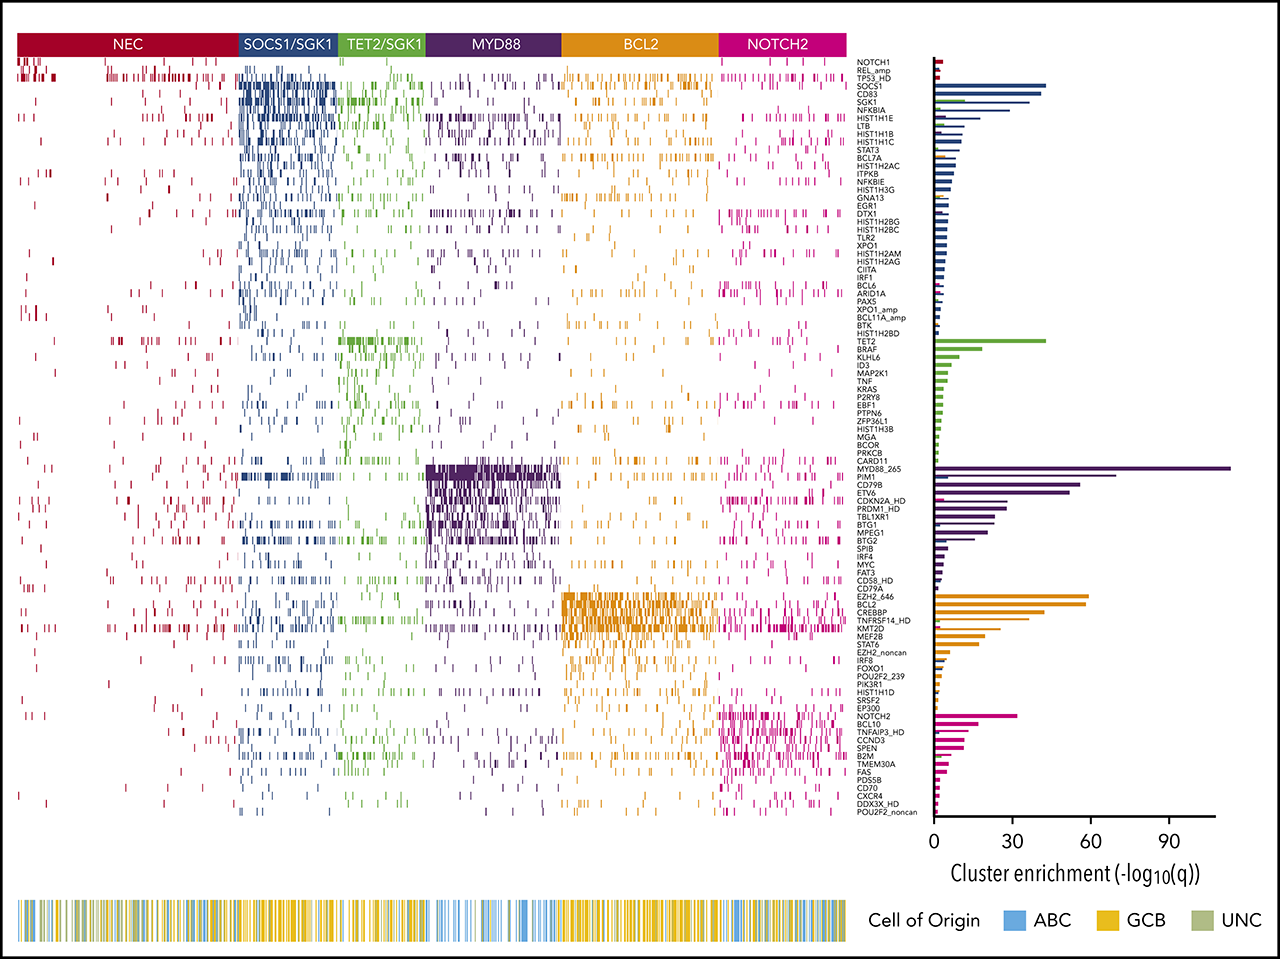 NEC SOCS1/SGK1 TET2/SGK1 MYD88 BCL2 NOTCH2
NOTCH1
REL_amp
TP53_HD
SOCS1
CD83
SGK1
NFKBIA
HIST1H1E
LTB
HIST1H1B
HIST1H1C
STAT3
BCL7A
HIST1H2AC
ITPKB
NFKBIE
HIST1H3G
GNA13
EGR1
DTX1
HIST1H2BG
HIST1H2BC
TLR2
XPO1
HIST1H2AM
HIST1H2AG
CIITA
IRF1
BCL6
ARID1A
PAX5
XPO1_amp
BCL11A_amp
BTK
HIST1H2BD
TET2
BRAF
KLHL6
ID3
MAP2K1
TNF
KRAS
P2RY8
EBF1
PTPN6
ZFP36L1
HIST1H3B
MGA
BCOR
PRKCB
CARD11
MYD88_265
PIM1
CD79B
ETV6
CDKN2A_HD
PRDM1_HD
TBL1XR1
BTG1
MPEG1
BTG2
SPIB
IRF4
MYC
FAT3
CD58_HD
CD79A
EZH2_646
BCL2
CREBBP
TNFRSF14_HD
KMT2D
MEF2B
STAT6
EZH2_noncan
IRF8
FOXO1
POU2F2_239
PIK3R1
HIST1H1D
SRSF2
EP300
NOTCH2
BCL10
TNFAIP3_HD
CCND3
SPEN
B2M
TMEM30A
FAS
PDS5B
CD70
CXCR4
DDX3X_HD
POU2F2_noncan
0 30 60 90
Cluster enrichment (-log10(q))
Cell of Origin ABC GCB UNC